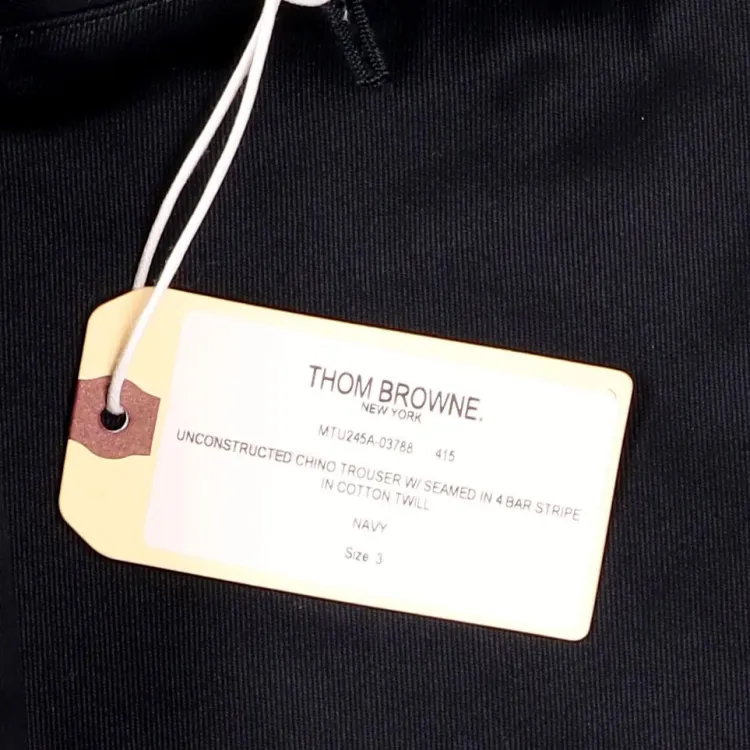 THOM BROWNE.
NEW YORK
MTU245A-03788 415
UNCONSTRUCTED CHINO TROUSER W/ SEAMED IN 4 BAR STRIPE
IN COTTON TWILL
NAVY
Size 3